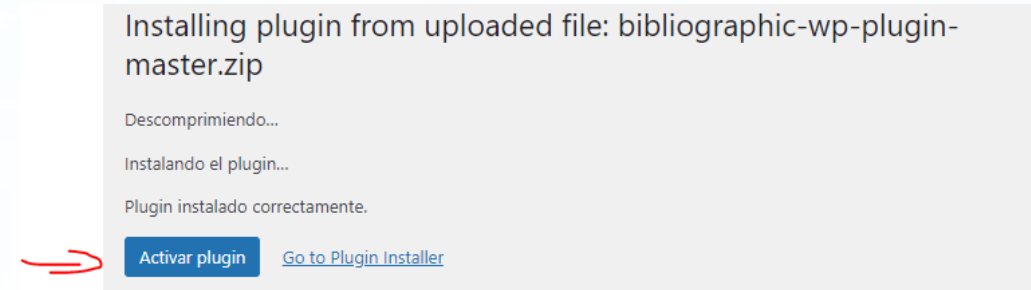 Installing plugin from uploaded file: bibliographic-wp-plugin-
master.zip
Descomprimiendo...
Instalando el plugin...
Plugin instalado correctamente.
Activar plugin Go to Plugin Installer